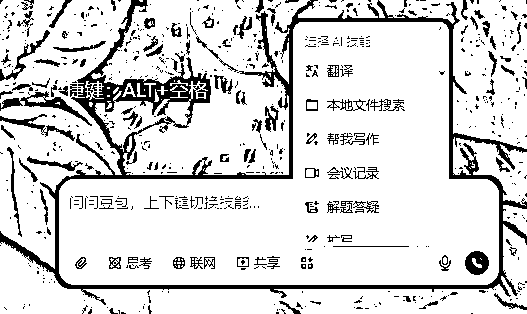 选择 AI 技能
翻译
捷键：ALT+空格
本地文件搜索
帮我写作
会议记录
问问豆包，上下键切换技能...
解题答疑
扩写
思考 联网 共享